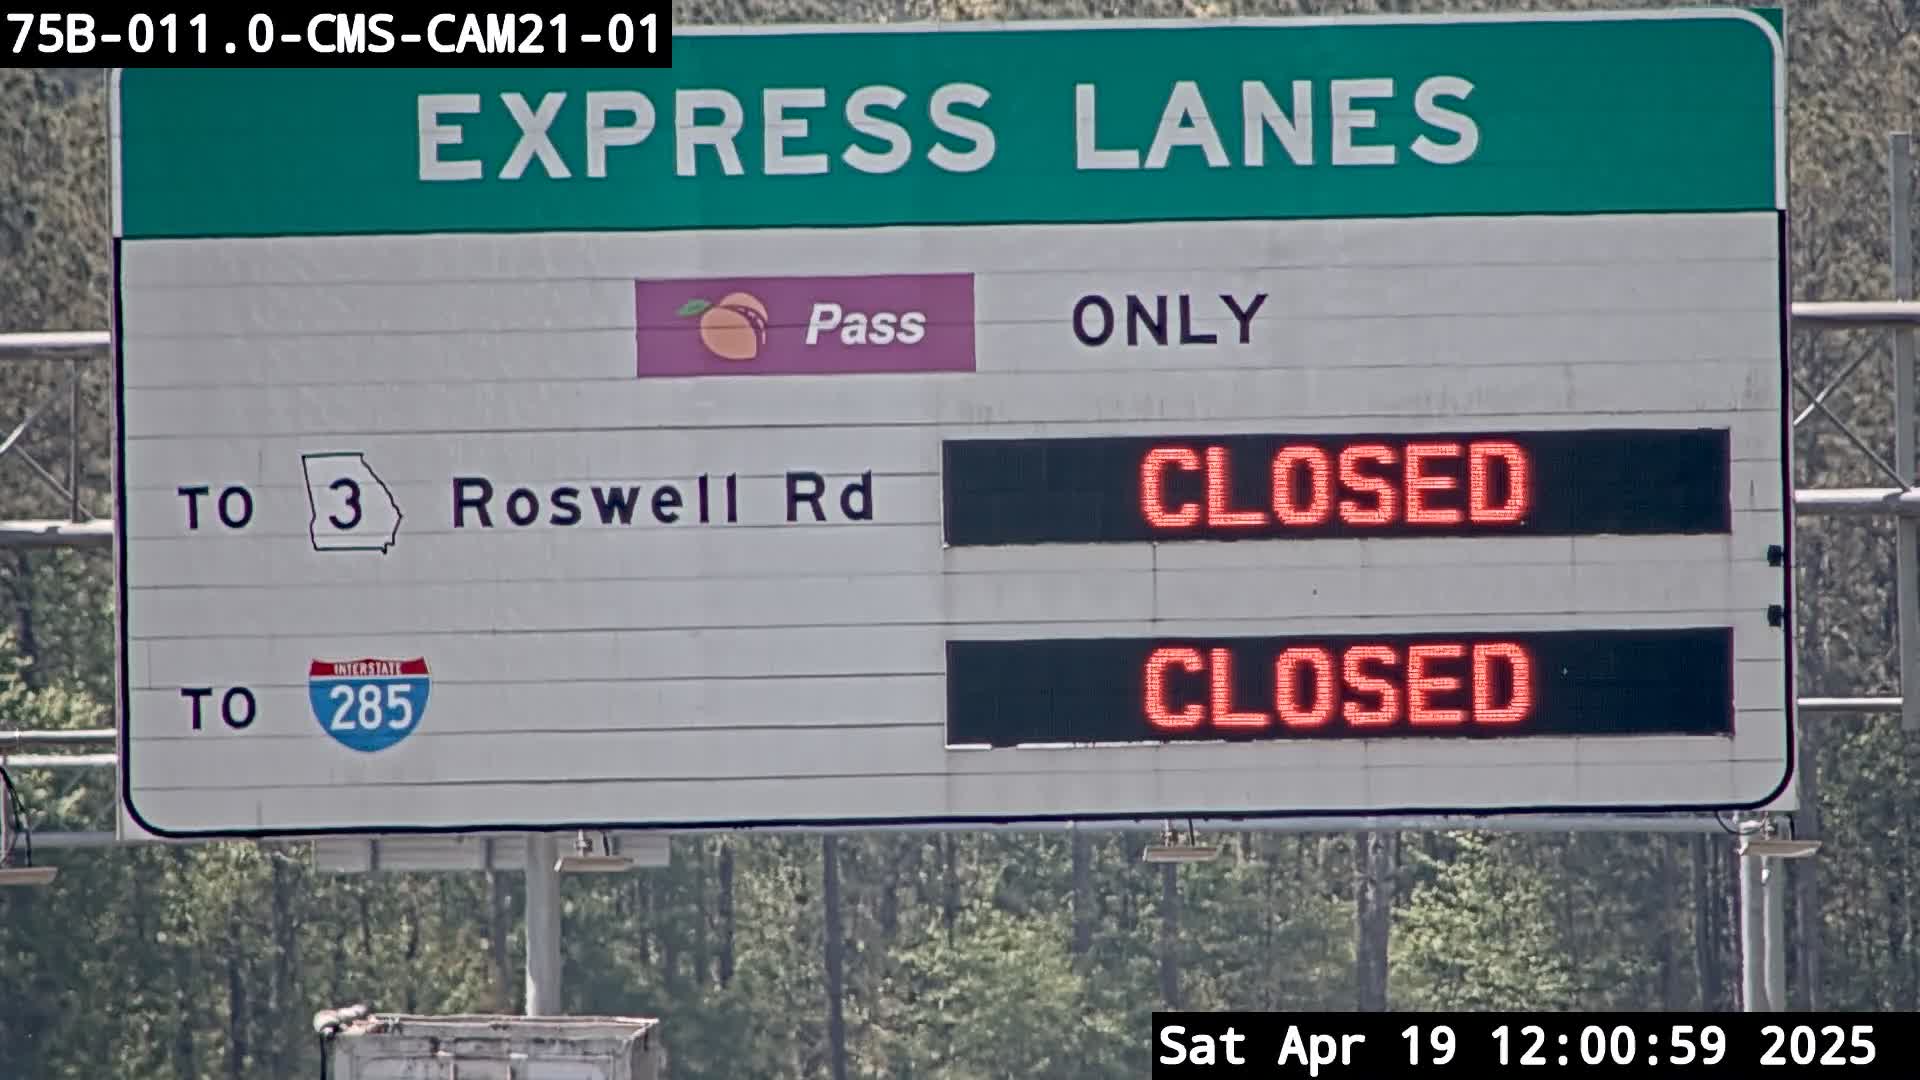 75B-011.0-CMS-CAM21-01
EXPRESS LANES
Pass ONLY
TO 3 Roswell Rd CLOSED
INTERSTATE
TO 285 CLOSED
Sat Apr 19 12:00:59 2025